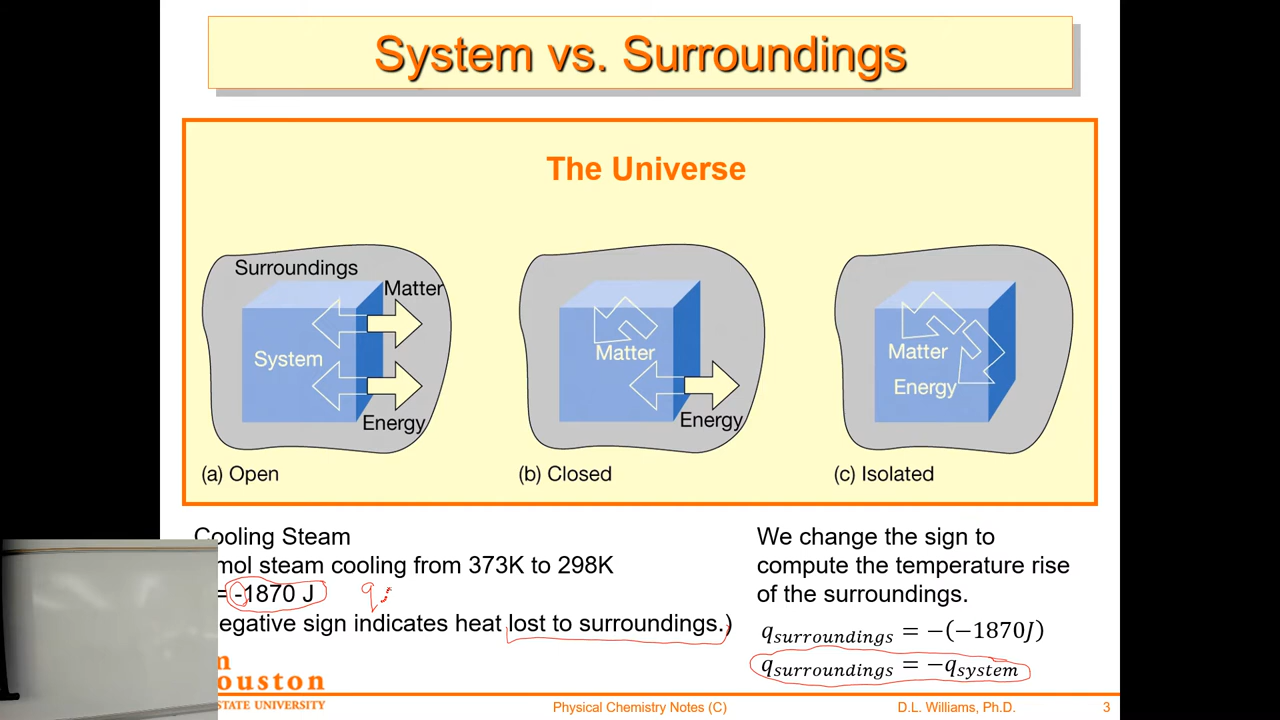 System vs. Surroundings
The Universe
Surroundings
Matter
System
Energy
(a) Open
Matter
Energy
(b) Closed
Matter
Energy
(c) Isolated
Cooling Steam
mol steam cooling from 373K to 298K
= -1870 J q
egative sign indicates heat lost to surroundings.)
We change the sign to
compute the temperature rise
of the surroundings.
q_surroundings = −(−1870J)
q_surroundings = −q_system
ouston
STATE UNIVERSITY
Physical Chemistry Notes (C)
D.L. Williams, Ph.D.
3